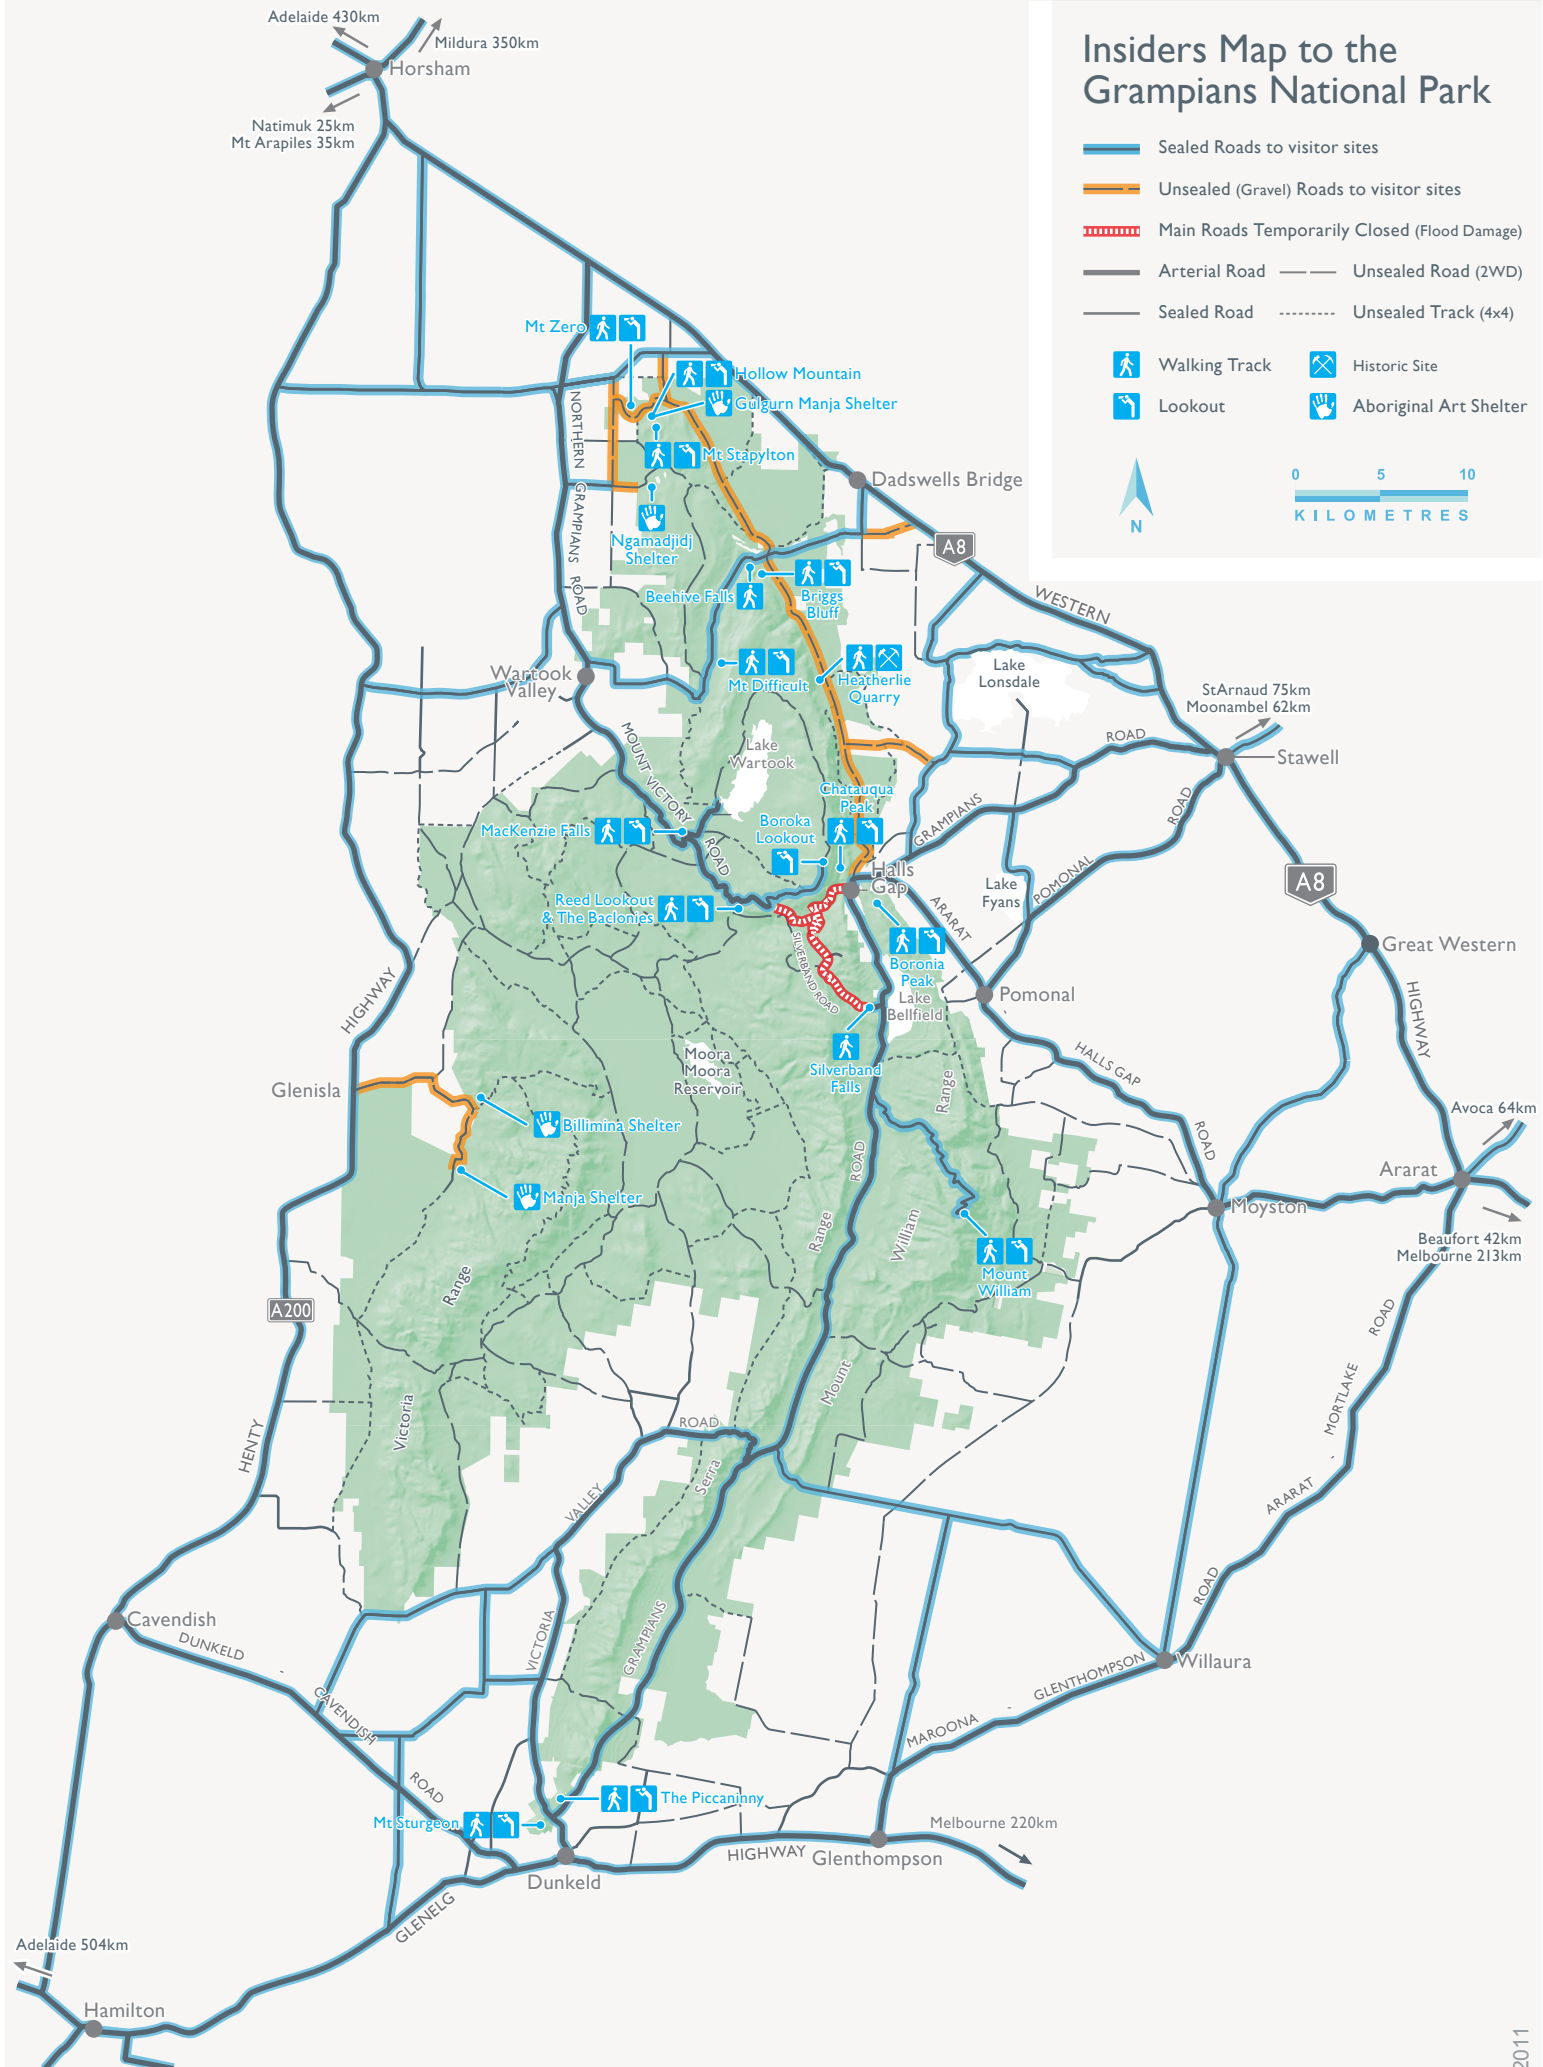 Insiders Map to the
Grampians National Park
Sealed Roads to visitor sites
Unsealed (Gravel) Roads to visitor sites
Main Roads Temporarily Closed (Flood Damage)
Arterial Road
Unsealed Road (2WD)
Sealed Road
Unsealed Track (4x4)
Walking Track
Historic Site
Lookout
Aboriginal Art Shelter
N
0 5 10
KILOMETRES
Adelaide 430km
Mildura 350km
Horsham
Natimuk 25km
Mt Arapiles 35km
Mt Zero
Hollow Mountain
Gulgurn Manja Shelter
NORTHERN GRAMPIANS ROAD
Mt Stapylton
Dadswells Bridge
Ngamadjidj
Shelter
A8
WESTERN
Beehive Falls
Briggs
Bluff
Wartook
Valley
Mt Difficult
Heatherlie
Quarry
Lake
Lonsdale
StArnaud 75km
Moonambel 62km
MOUNT VICTORY
ROAD
Lake
Wartook
ROAD
Stawell
Chatauqua
Peak
GRAMPIANS
ROAD
MacKenzie Falls
Boroka
Lookout
Halls
Gap
Lake
Fyans
POMONAL
A8
Reed Lookout
& The Baclonies
ARARAT
SILVERBAND ROAD
Boronia
Peak
Great Western
HIGHWAY
Lake
Bellfield
Pomonal
HIGHWAY
Moora
Moora
Reservoir
Silverband
Falls
HALLS GAP
Glenisla
Range
Avoca 64km
Billimina Shelter
ROAD
ROAD
Ararat
Manja Shelter
Moyston
Range
William
Beaufort 42km
Melbourne 213km
Mount
William
Range
A200
ROAD
Mount
MORTLAKE
-
Victoria
ROAD
HENTY
Serra
ARARAT
VALLEY
ROAD
Cavendish
DUNKELD
-
CAVENDISH
VICTORIA
GRAMPIANS
Willaura
GLENTHOMPSON
-
MAROONA
ROAD
The Piccaninny
Mt Sturgeon
Melbourne 220km
HIGHWAY
Glenthompson
Dunkeld
GLENELG
Adelaide 504km
Hamilton
2011